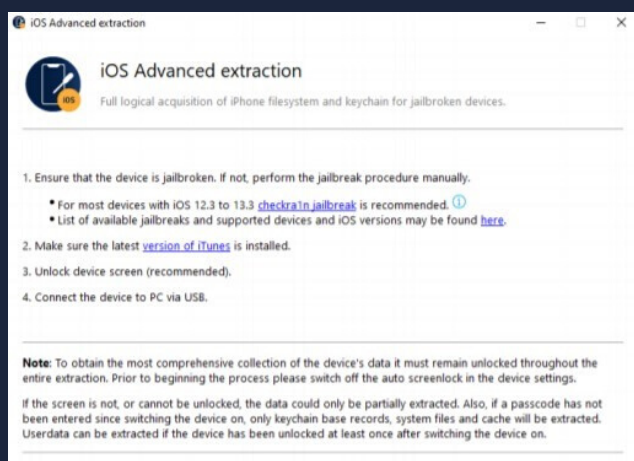 iOS Advanced extraction
iOS Advanced extraction
iOS
Full logical acquisition of iPhone filesystem and keychain for jailbroken devices.
1. Ensure that the device is jailbroken. If not, perform the jailbreak procedure manually.
• For most devices with iOS 12.3 to 13.3 checkra1n jailbreak is recommended. ⓘ
• List of available jailbreaks and supported devices and iOS versions may be found here.
2. Make sure the latest version of iTunes is installed.
3. Unlock device screen (recommended).
4. Connect the device to PC via USB.
Note: To obtain the most comprehensive collection of the device's data it must remain unlocked throughout the
entire extraction. Prior to beginning the process please switch off the auto screenlock in the device settings.
If the screen is not, or cannot be unlocked, the data could only be partially extracted. Also, if a passcode has not
been entered since switching the device on, only keychain base records, system files and cache will be extracted.
Userdata can be extracted if the device has been unlocked at least once after switching the device on.